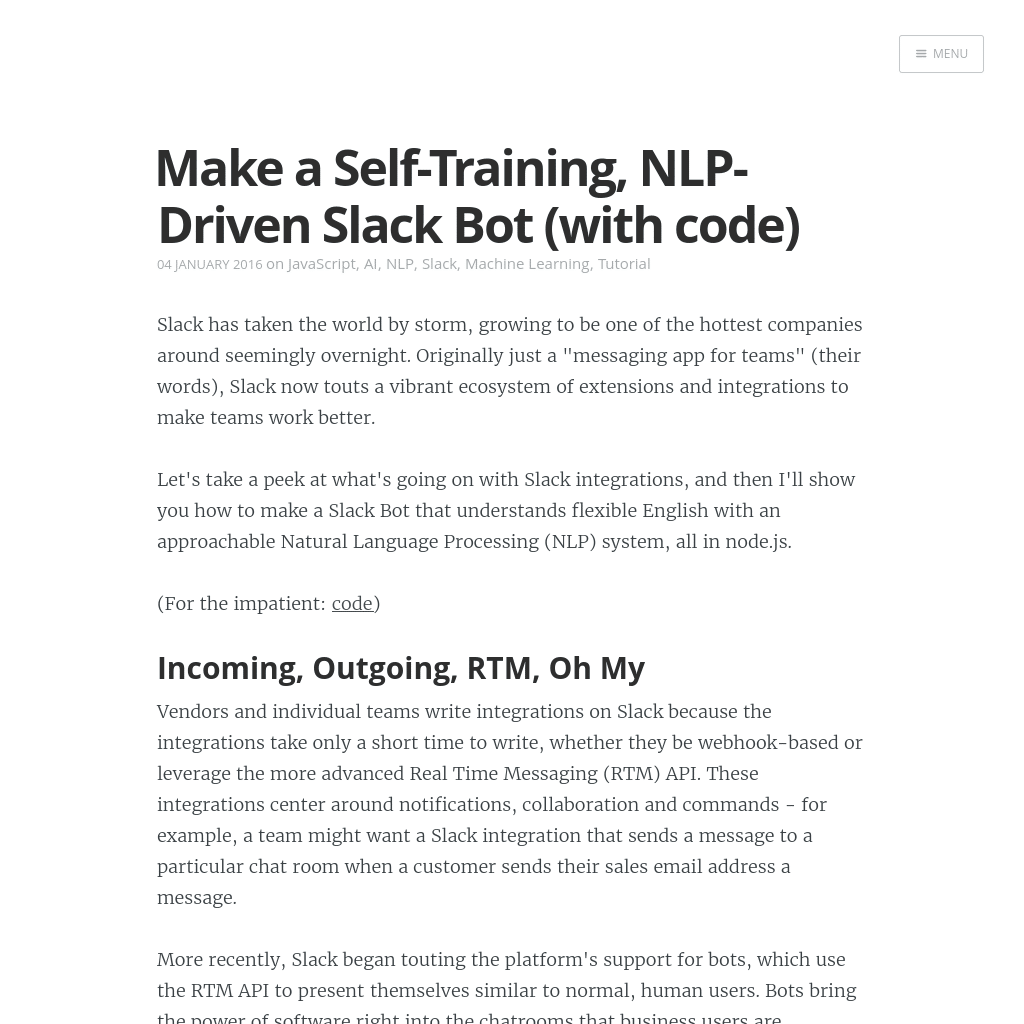 MENU
Make a Self-Training, NLP-
Driven Slack Bot (with code)
04 JANUARY 2016 on JavaScript, AI, NLP, Slack, Machine Learning, Tutorial
Slack has taken the world by storm, growing to be one of the hottest companies
around seemingly overnight. Originally just a "messaging app for teams" (their
words), Slack now touts a vibrant ecosystem of extensions and integrations to
make teams work better.
Let's take a peek at what's going on with Slack integrations, and then I'll show
you how to make a Slack Bot that understands flexible English with an
approachable Natural Language Processing (NLP) system, all in node.js.
(For the impatient: code)
Incoming, Outgoing, RTM, Oh My
Vendors and individual teams write integrations on Slack because the
integrations take only a short time to write, whether they be webhook-based or
leverage the more advanced Real Time Messaging (RTM) API. These
integrations center around notifications, collaboration and commands - for
example, a team might want a Slack integration that sends a message to a
particular chat room when a customer sends their sales email address a
message.
More recently, Slack began touting the platform's support for bots, which use
the RTM API to present themselves similar to normal, human users. Bots bring
the power of software right into the chatrooms that business users are